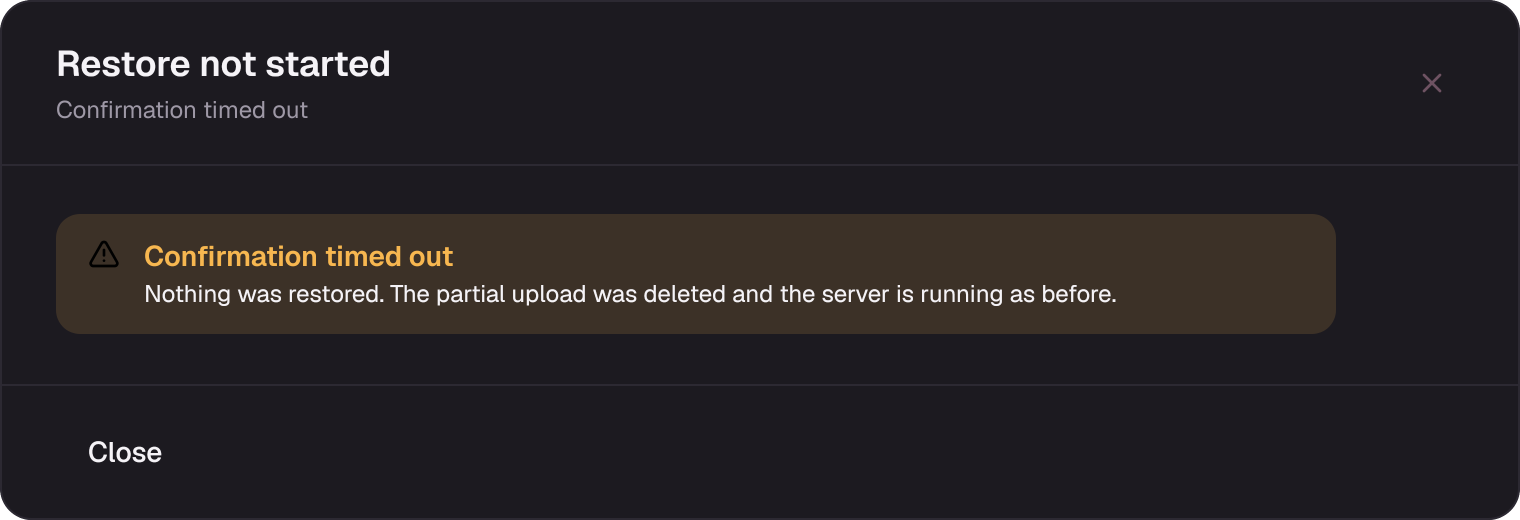 Restore not started
Confirmation timed out
Confirmation timed out
Nothing was restored. The partial upload was deleted and the server is running as before.
Close